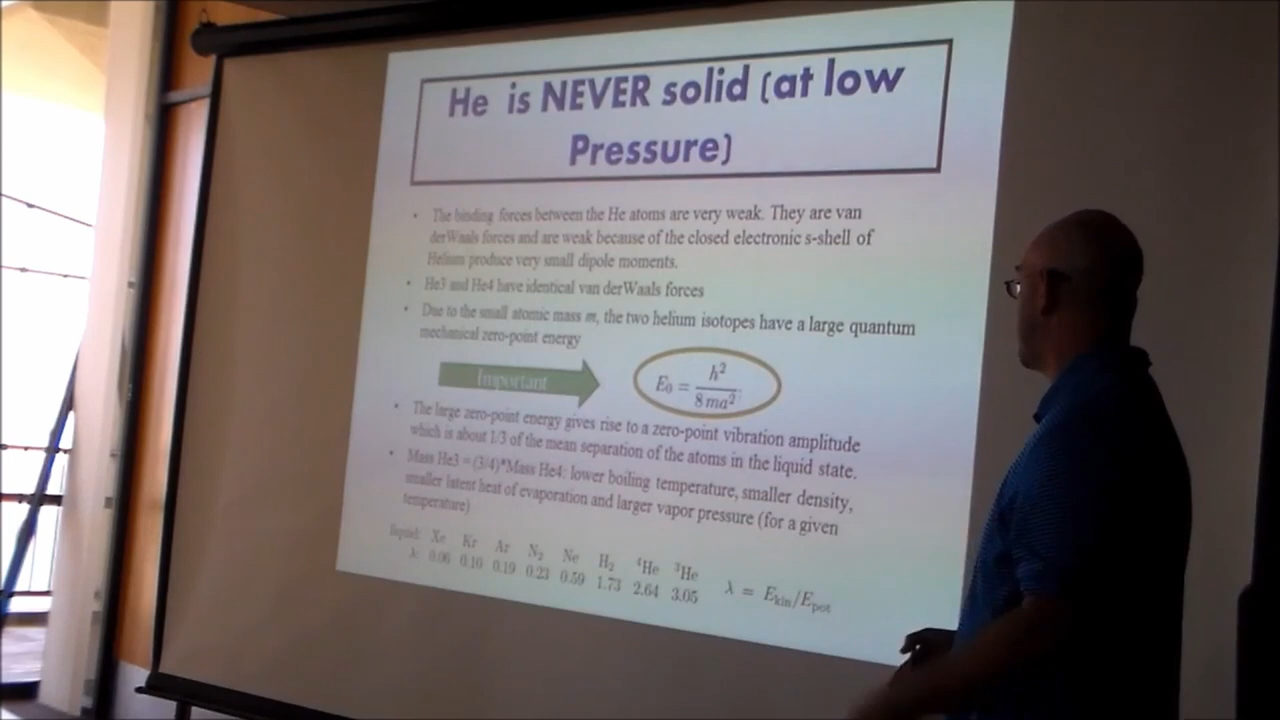 He is NEVER solid (at low
Pressure)
• The binding forces between the He atoms are very weak. They are van
derWaals forces and are weak because of the closed electronic s-shell of
Helium produce very small dipole moments.
• He3 and He4 have identical van derWaals forces
• Due to the small atomic mass m, the two helium isotopes have a large quantum
mechanical zero-point energy
Important
E₀ = h² / 8ma²;
• The large zero-point energy gives rise to a zero-point vibration amplitude
which is about 1/3 of the mean separation of the atoms in the liquid state.
• Mass He3 = (3/4)*Mass He4: lower boiling temperature, smaller density,
smaller latent heat of evaporation and larger vapor pressure (for a given
temperature)
liquid: Xe Kr Ar N₂ Ne H₂ ⁴He ³He
λ: 0.06 0.10 0.19 0.23 0.59 1.73 2.64 3.05
λ = Eₖᵢₙ/Eₚₒₜ